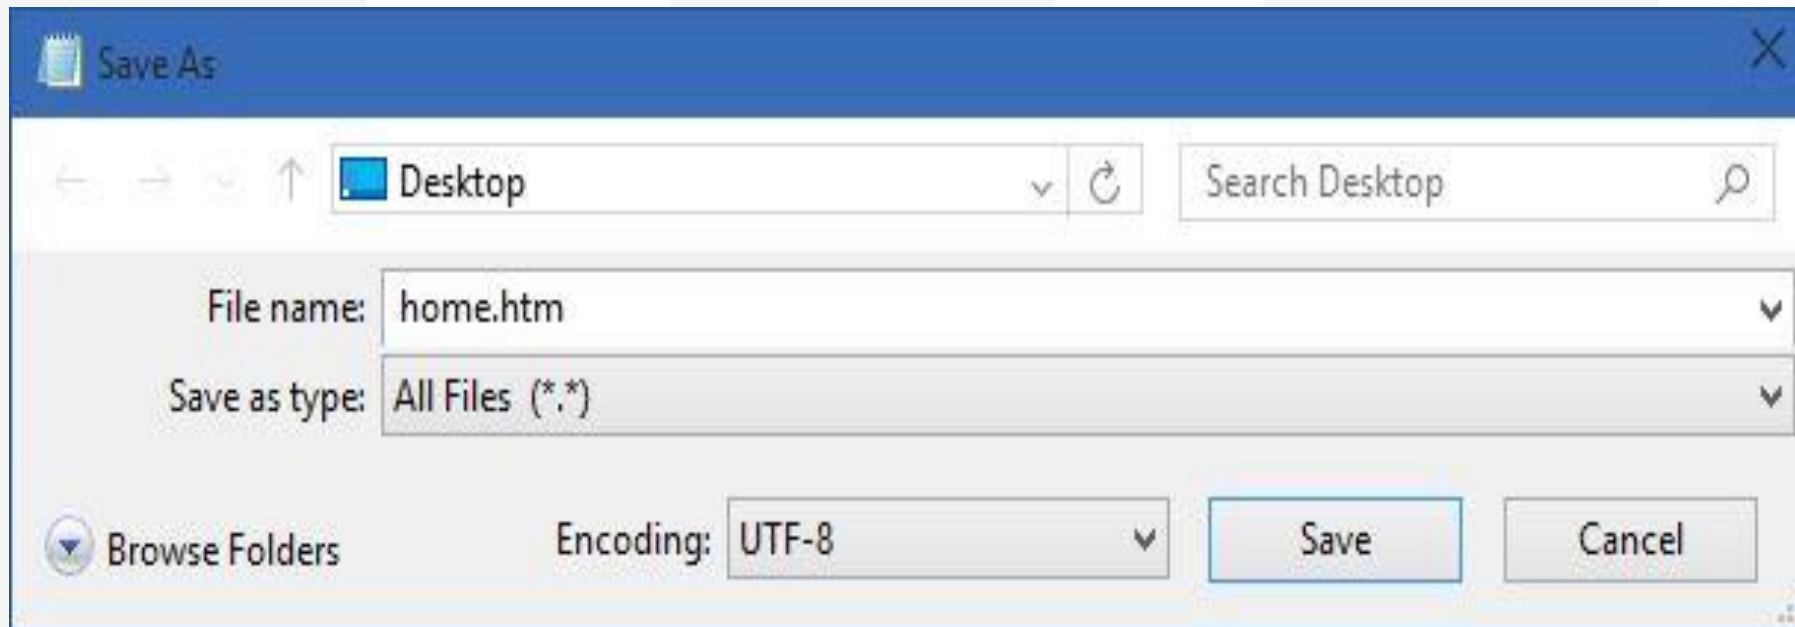 Save As
Desktop
Search Desktop
File name: home.htm
Save as type: All Files (*.*)
Browse Folders
Encoding: UTF-8
Save
Cancel